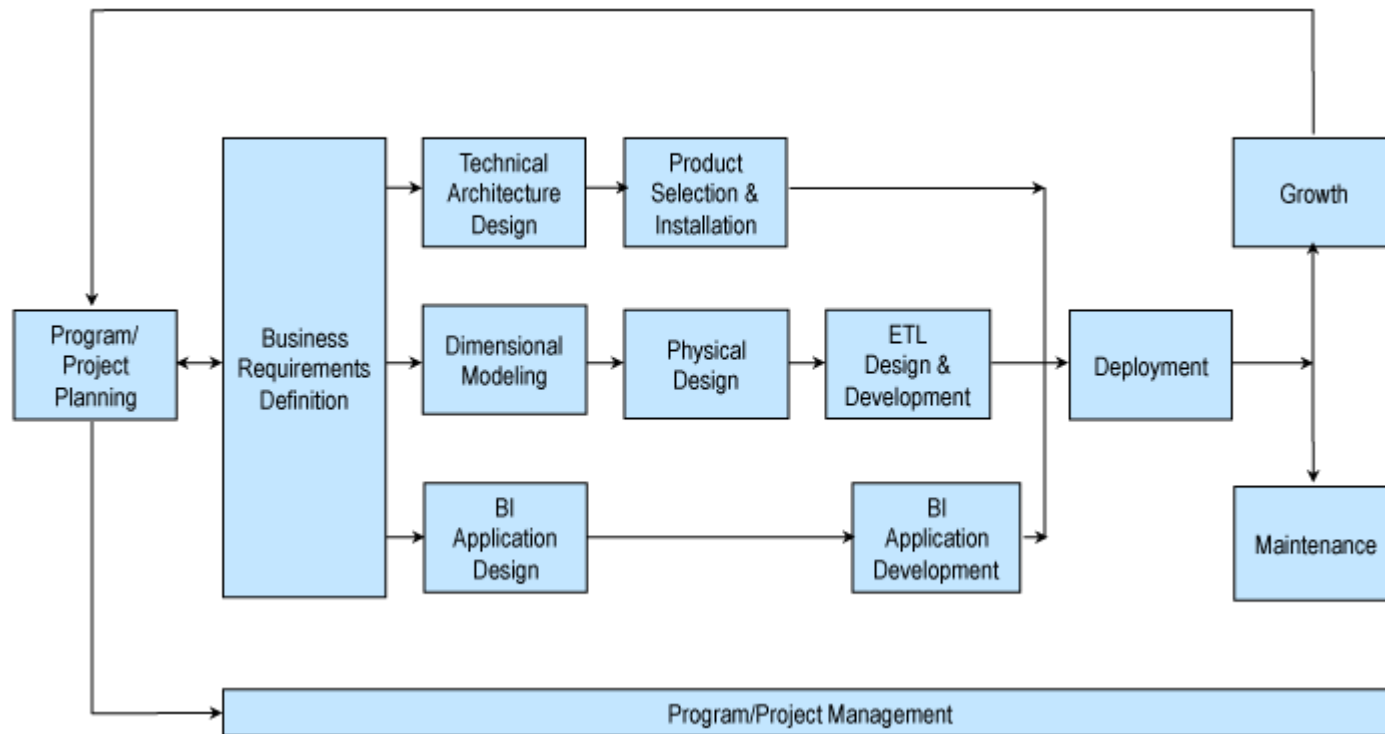 Technical
Architecture
Design
Product
Selection &
Installation
Growth
Program/
Project
Planning
Business
Requirements
Definition
Dimensional
Modeling
Physical
Design
ETL
Design &
Development
Deployment
BI
Application
Design
BI
Application
Development
Maintenance
Program/Project Management